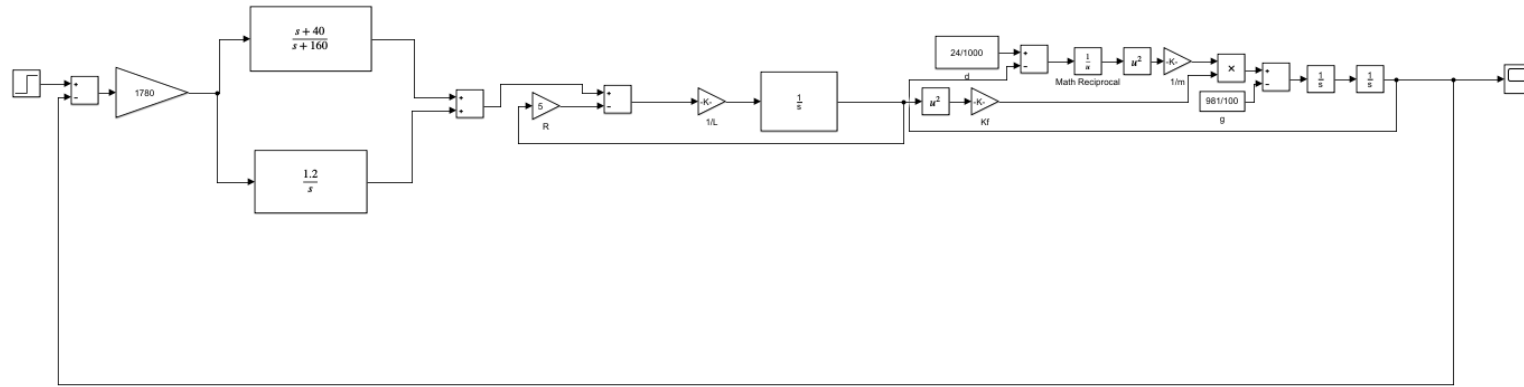 s + 40
s + 160
1780
1.2
s
+
−
+
+
5
R
+
−
-K-
1/L
1
s
24/1000
d
+
−
1
u
Math Reciprocal
u²
-K-
1/m
×
u²
-K-
Kf
981/100
g
+
−
1
s
1
s